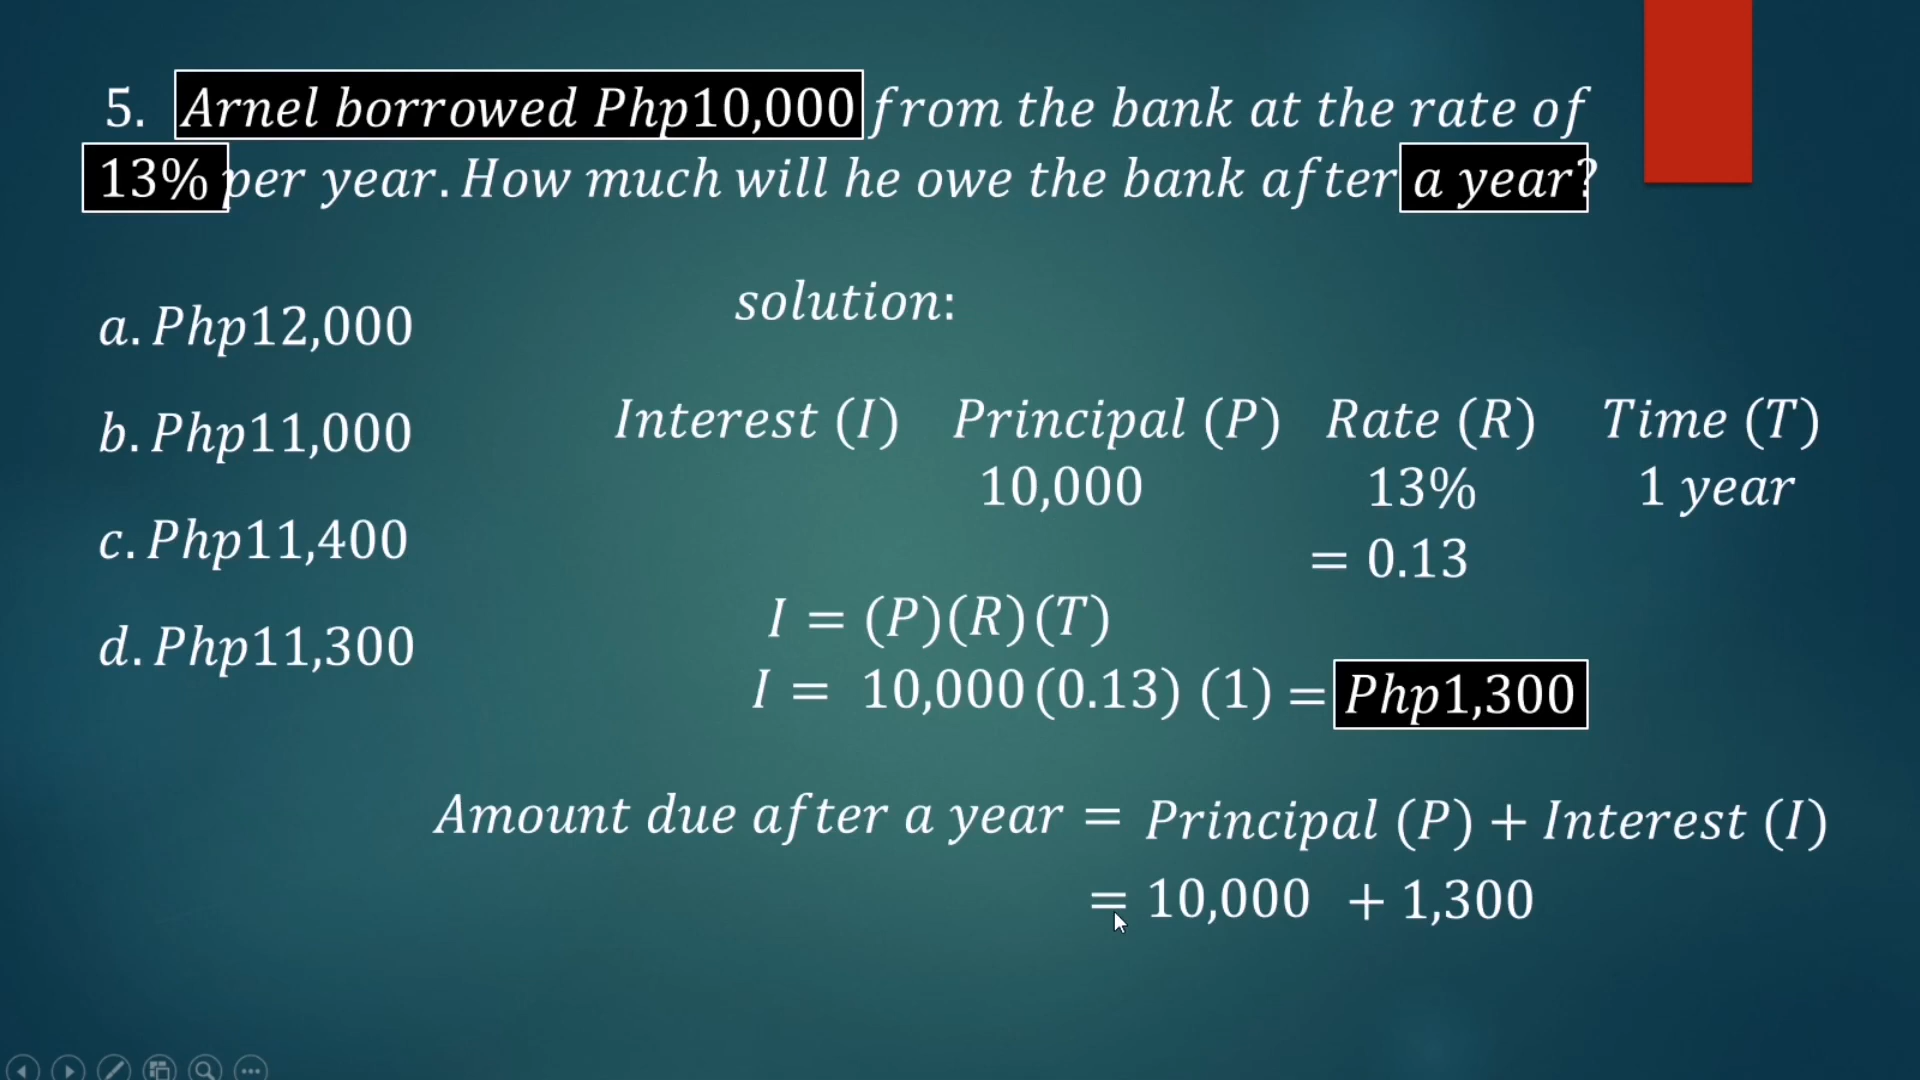 5. Arnel borrowed Php10,000 from the bank at the rate of
13% per year. How much will he owe the bank after a year?
solution:
a. Php12,000
b. Php11,000
c. Php11,400
d. Php11,300
Interest (I) Principal (P) Rate (R) Time (T)
10,000 13% 1 year
= 0.13
I = (P)(R)(T)
I = 10,000 (0.13) (1) = Php1,300
Amount due after a year = Principal (P) + Interest (I)
= 10,000 + 1,300